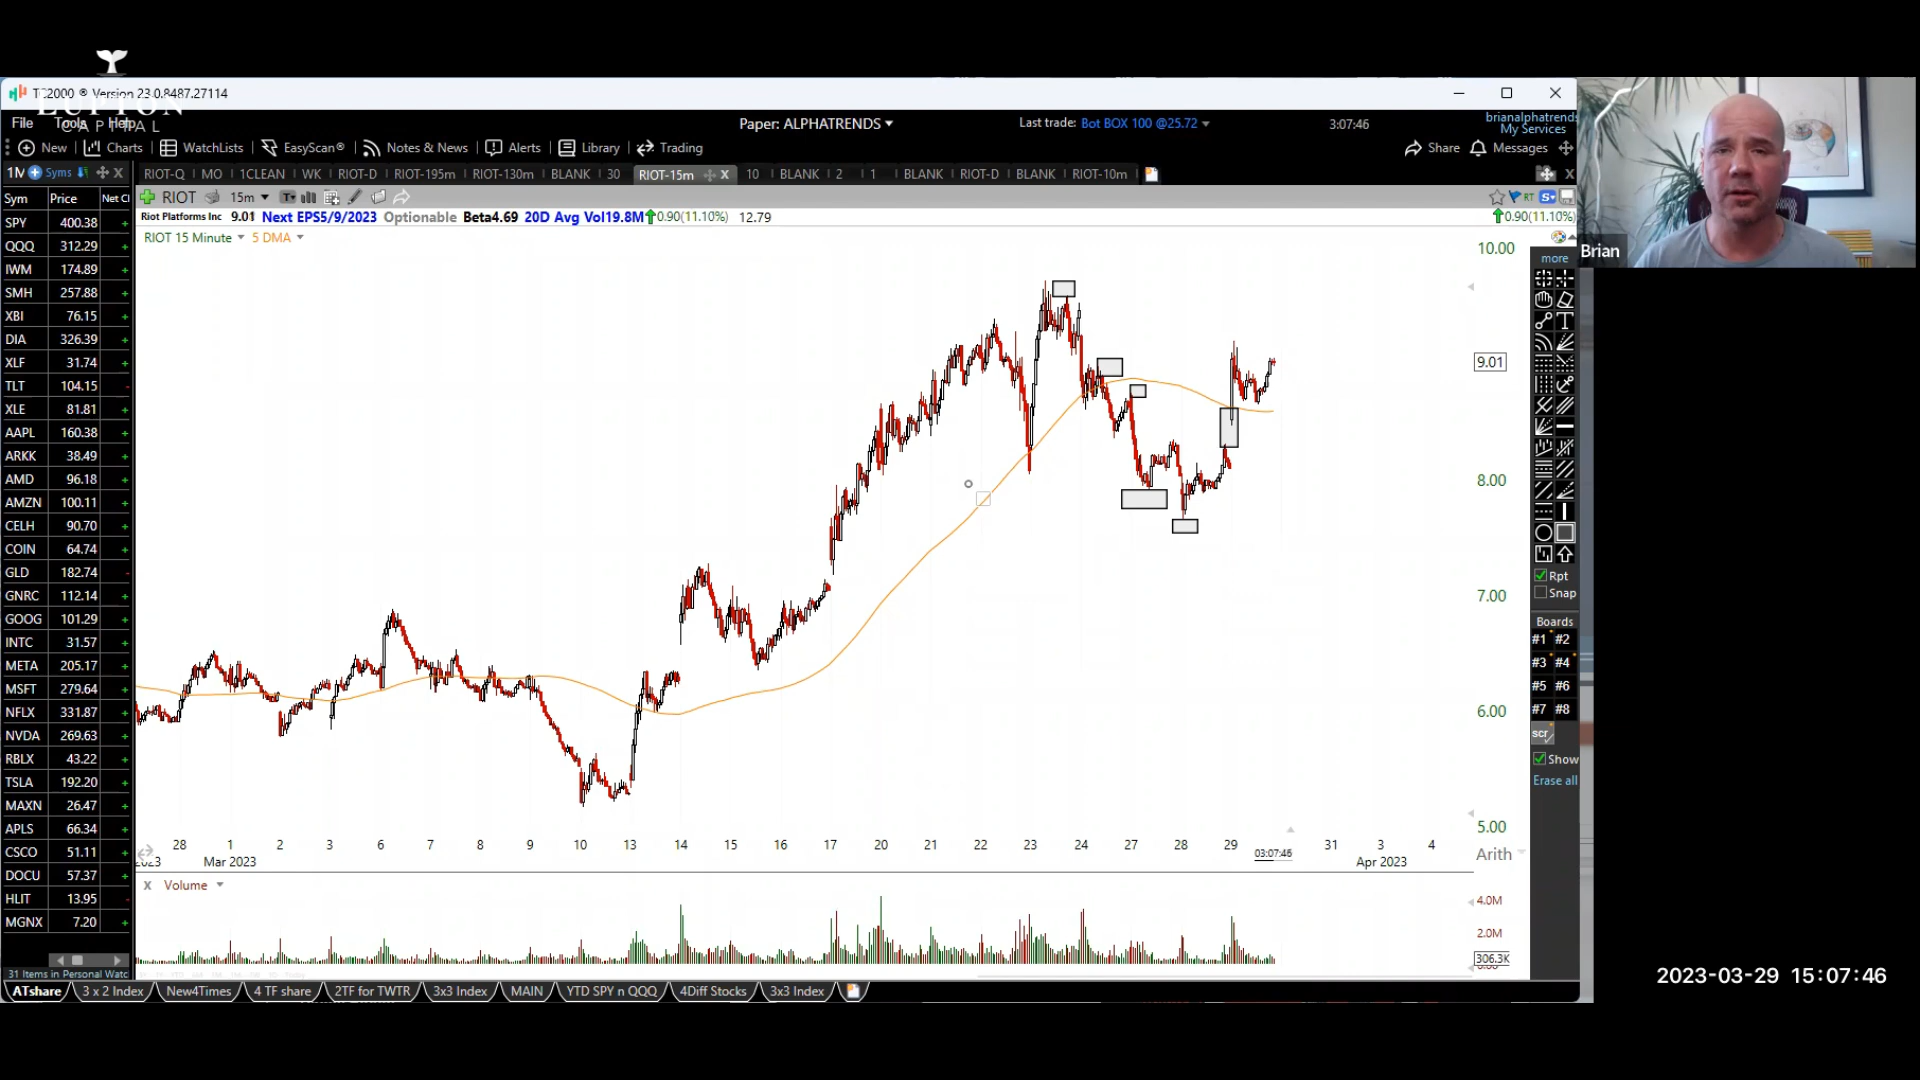 TC2000 ® Version 23.0.8487.27114
LUPTON
CAPITAL
File Tools Help
Paper: ALPHATRENDS
Last trade: Bot BOX 100 @25.72
3:07:46
brianalphatrends
My Services
New Charts WatchLists EasyScan® Notes & News Alerts Library Trading
Share Messages
1M Syms
RIOT-Q MO 1CLEAN WK RIOT-D RIOT-195m RIOT-130m BLANK 30 RIOT-15m X 10 BLANK 2 1 BLANK RIOT-D BLANK RIOT-10m
Sym Price Net Cl
RIOT 15m
RT
Riot Platforms Inc 9.01 Next EPS5/9/2023 Optionable Beta4.69 20D Avg Vol19.8M 0.90(11.10%) 12.79
0.90(11.10%)
RIOT 15 Minute 5 DMA
SPY 400.38 +
QQQ 312.29 +
IWM 174.89 +
SMH 257.88 +
XBI 76.15 +
DIA 326.39 +
XLF 31.74 +
TLT 104.15 -
XLE 81.81 +
AAPL 160.38 +
ARKK 38.49 +
AMD 96.18 +
AMZN 100.11 +
CELH 90.70 +
COIN 64.74 +
GLD 182.74 -
GNRC 112.14 +
GOOG 101.29 +
INTC 31.57 +
META 205.17 +
MSFT 279.64 +
NFLX 331.87 +
NVDA 269.63 +
RBLX 43.22 +
TSLA 192.20 +
MAXN 26.47 +
APLS 66.34 +
CSCO 51.11 +
DOCU 57.37 +
HLIT 13.95 -
MGNX 7.20 +
31 Items in Personal Watc
10.00
9.01
8.00
7.00
6.00
5.00
Arith
28 1 2 3 6 7 8 9 10 13 14 15 16 17 20 21 22 23 24 27 28 29 31 3 4
2023 Mar 2023 03:07:46 Apr 2023
X Volume
4.0M
2.0M
306.3K
more
Rpt
Snap
Boards
#1 #2
#3 #4
#5 #6
#7 #8
scr
Show
Erase all
Brian
2023-03-29 15:07:46
ATshare 3 x 2 Index New4Times 4 TF share 2TF for TWTR 3x3 Index MAIN YTD SPY n QQQ 4Diff Stocks 3x3 Index